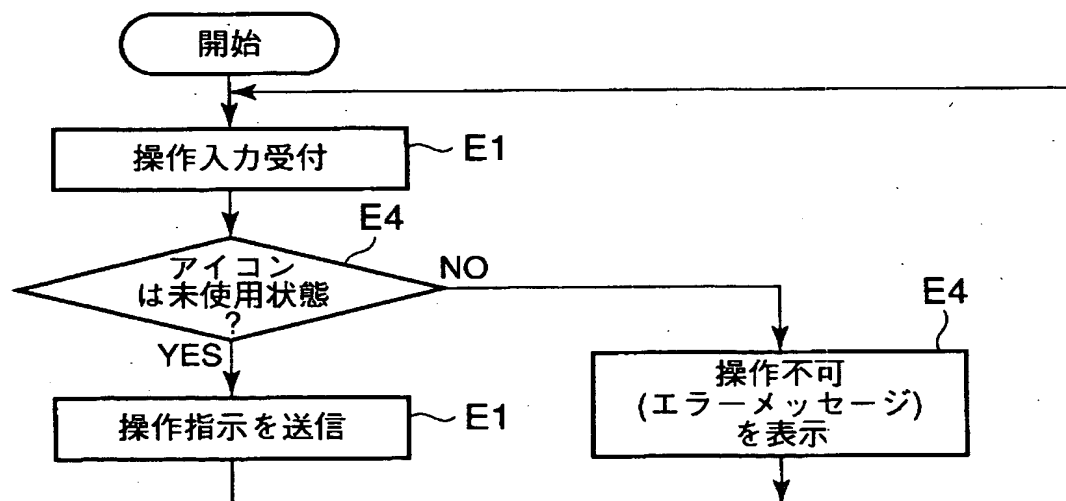 開始
操作入力受付
E1
E4
アイコン
は未使用状態
?
NO
YES
E4
操作不可
(エラーメッセージ)
を表示
操作指示を送信
E1